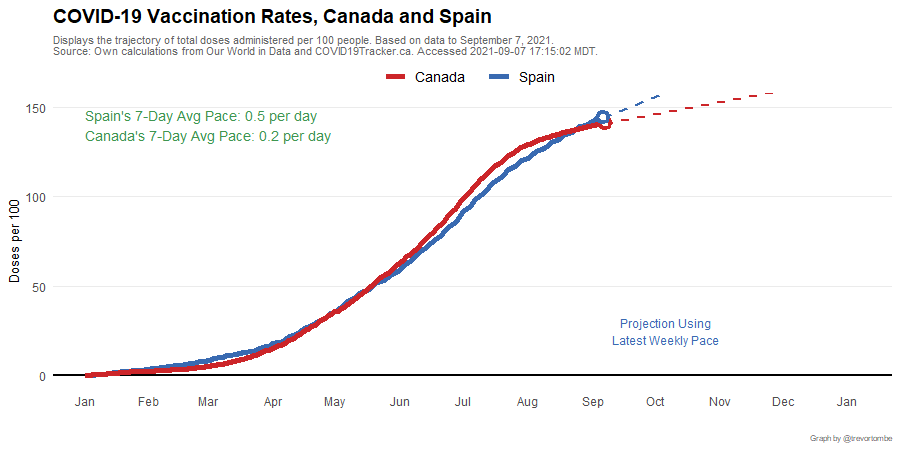 COVID-19 Vaccination Rates, Canada and Spain
Displays the trajectory of total doses administered per 100 people. Based on data to September 7, 2021.
Source: Own calculations from Our World in Data and COVID19Tracker.ca. Accessed 2021-09-07 17:15:02 MDT.
Canada Spain
150
Spain's 7-Day Avg Pace: 0.5 per day
Canada's 7-Day Avg Pace: 0.2 per day
100
Doses per 100
50
Projection Using
Latest Weekly Pace
0
Jan Feb Mar Apr May Jun Jul Aug Sep Oct Nov Dec Jan
Graph by @trevortombe